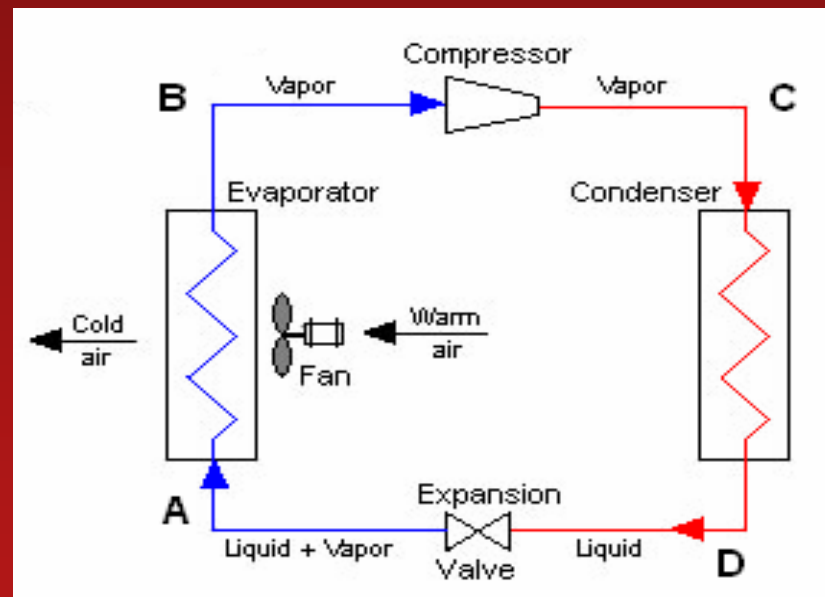 Compressor
B
Vapor
Vapor
C
Evaporator
Condenser
Cold
air
Warm
air
Fan
A
Expansion
Valve
Liquid + Vapor
Liquid
D